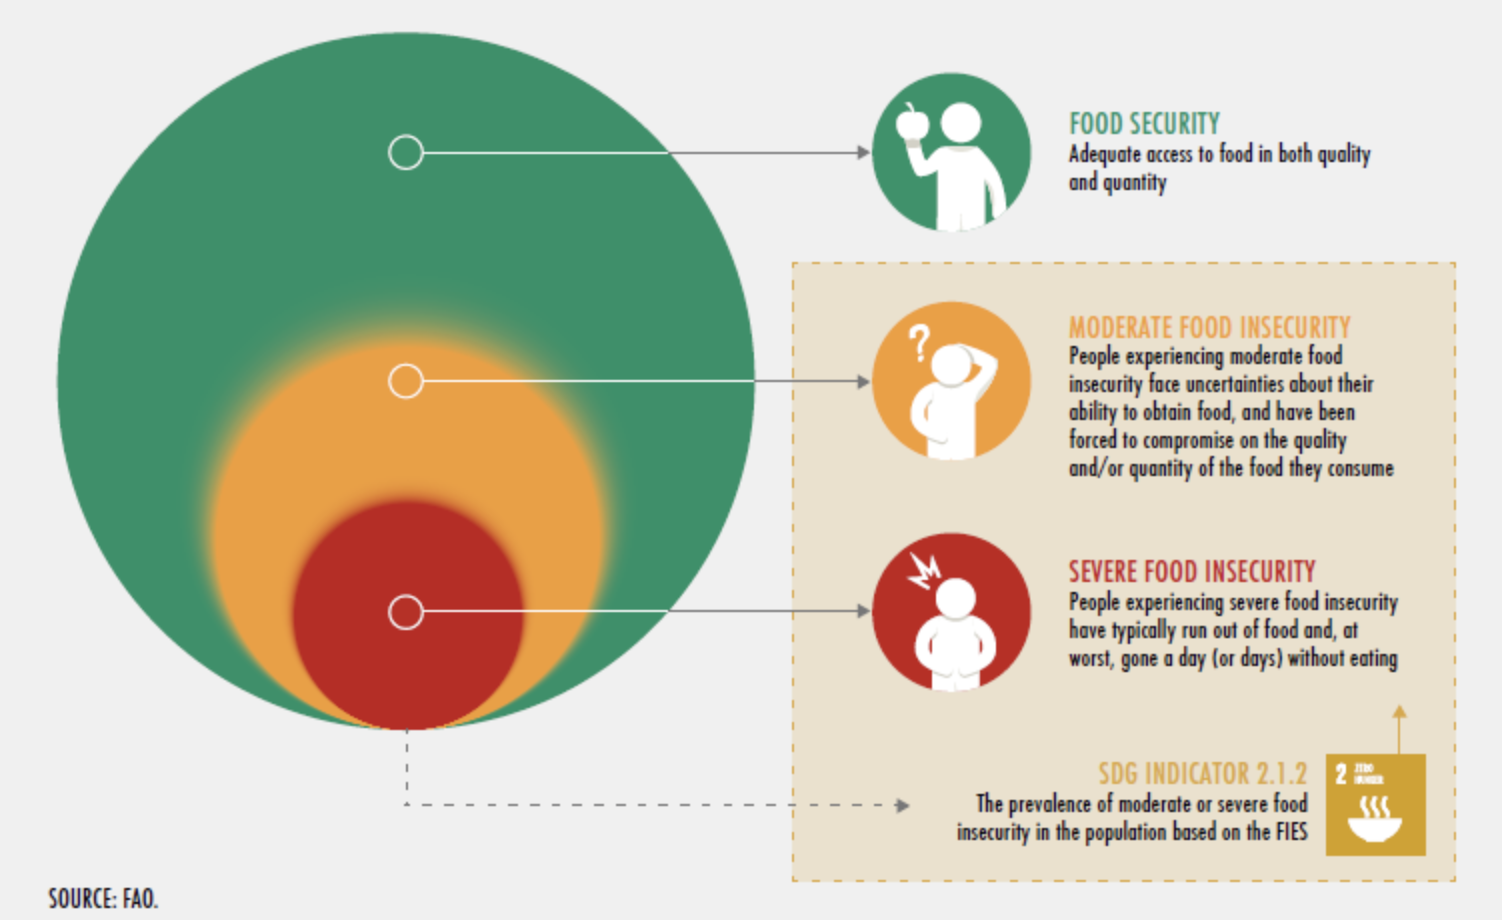 FOOD SECURITY
Adequate access to food in both quality
and quantity
?
MODERATE FOOD INSECURITY
People experiencing moderate food
insecurity face uncertainties about their
ability to obtain food, and have been
forced to compromise on the quality
and/or quantity of the food they consume
SEVERE FOOD INSECURITY
People experiencing severe food insecurity
have typically run out of food and, at
worst, gone a day (or days) without eating
SDG INDICATOR 2.1.2
The prevalence of moderate or severe food
insecurity in the population based on the FIES
2 ZERO
HUNGER
SOURCE: FAO.